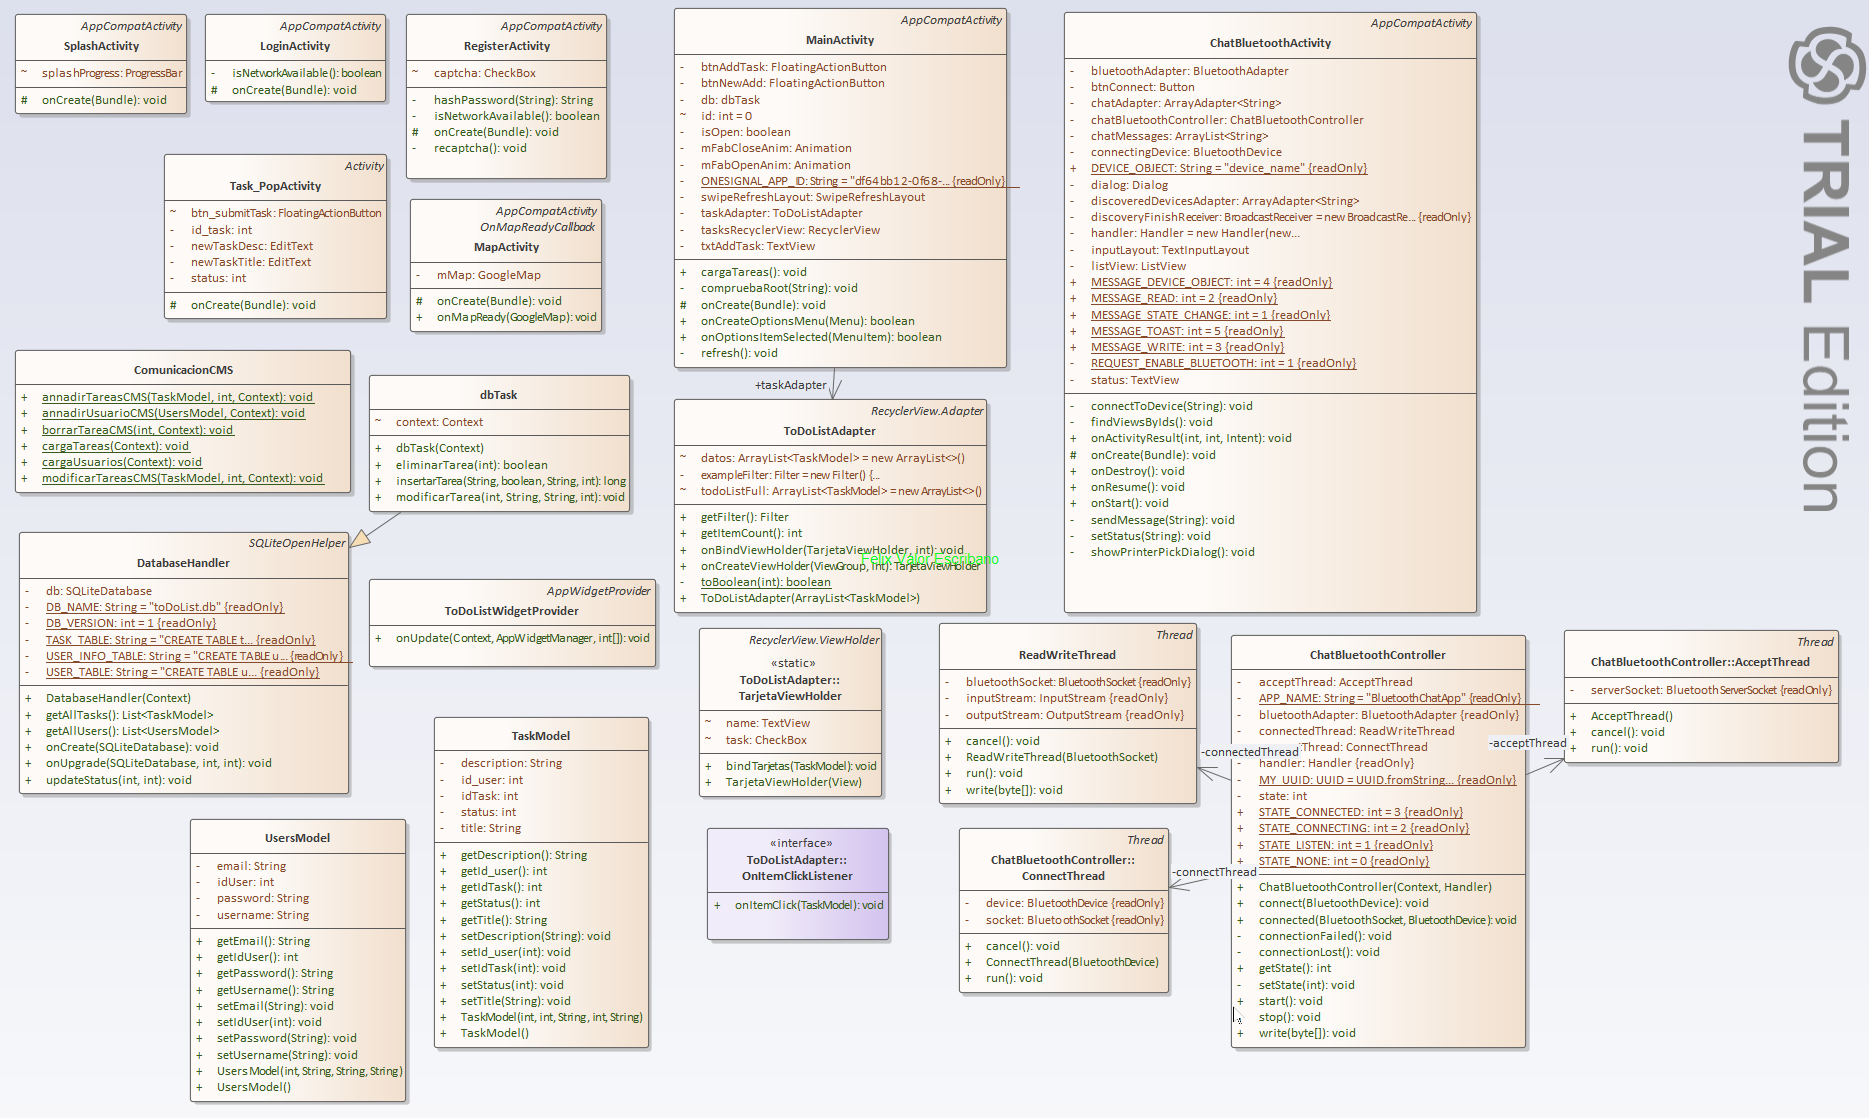 AppCompatActivity
SplashActivity
~ splashProgress: ProgressBar
# onCreate(Bundle): void
AppCompatActivity
LoginActivity
- isNetworkAvailable(): boolean
# onCreate(Bundle): void
AppCompatActivity
RegisterActivity
~ captcha: CheckBox
- hashPassword(String): String
- isNetworkAvailable(): boolean
# onCreate(Bundle): void
- recaptcha(): void
AppCompatActivity
MainActivity
- btnAddTask: FloatingActionButton
- btnNewAdd: FloatingActionButton
- db: dbTask
~ id: int = 0
- isOpen: boolean
- mFabCloseAnim: Animation
- mFabOpenAnim: Animation
- ONESIGNAL_APP_ID: String = "df64bb12-0f68-... {readOnly}
- swipeRefreshLayout: SwipeRefreshLayout
- taskAdapter: ToDoListAdapter
- tasksRecyclerView: RecyclerView
- txtAddTask: TextView
+ cargaTareas(): void
- compruebaRoot(String): void
# onCreate(Bundle): void
+ onCreateOptionsMenu(Menu): boolean
+ onOptionsItemSelected(MenuItem): boolean
- refresh(): void
AppCompatActivity
ChatBluetoothActivity
- bluetoothAdapter: BluetoothAdapter
- btnConnect: Button
- chatAdapter: ArrayAdapter<String>
- chatBluetoothController: ChatBluetoothController
- chatMessages: ArrayList<String>
- connectingDevice: BluetoothDevice
+ DEVICE_OBJECT: String = "device_name" {readOnly}
- dialog: Dialog
- discoveredDevicesAdapter: ArrayAdapter<String>
- discoveryFinishReceiver: BroadcastReceiver = new BroadcastRe... {readOnly}
- handler: Handler = new Handler(new...
- inputLayout: TextInputLayout
- listView: ListView
+ MESSAGE_DEVICE_OBJECT: int = 4 {readOnly}
+ MESSAGE_READ: int = 2 {readOnly}
+ MESSAGE_STATE_CHANGE: int = 1 {readOnly}
+ MESSAGE_TOAST: int = 5 {readOnly}
+ MESSAGE_WRITE: int = 3 {readOnly}
- REQUEST_ENABLE_BLUETOOTH: int = 1 {readOnly}
- status: TextView
- connectToDevice(String): void
- findViewsByIds(): void
+ onActivityResult(int, int, Intent): void
# onCreate(Bundle): void
+ onDestroy(): void
+ onResume(): void
+ onStart(): void
- sendMessage(String): void
- setStatus(String): void
- showPrinterPickDialog(): void
TRIAL Edition
Activity
Task_PopActivity
~ btn_submitTask: FloatingActionButton
- id_task: int
- newTaskDesc: EditText
- newTaskTitle: EditText
- status: int
# onCreate(Bundle): void
AppCompatActivity
OnMapReadyCallback
MapActivity
- mMap: GoogleMap
# onCreate(Bundle): void
+ onMapReady(GoogleMap): void
ComunicacionCMS
+ annadirTareasCMS(TaskModel, int, Context): void
+ annadirUsuarioCMS(UsersModel, Context): void
+ borrarTareaCMS(int, Context): void
+ cargaTareas(Context): void
+ cargaUsuarios(Context): void
+ modificarTareasCMS(TaskModel, int, Context): void
dbTask
~ context: Context
+ dbTask(Context)
+ eliminarTarea(int): boolean
+ insertarTarea(String, boolean, String, int): long
+ modificarTarea(int, String, String, int): void
+taskAdapter
RecyclerView.Adapter
ToDoListAdapter
~ datos: ArrayList<TaskModel> = new ArrayList<>()
- exampleFilter: Filter = new Filter() {...
~ todoListFull: ArrayList<TaskModel> = new ArrayList<>()
+ getFilter(): Filter
+ getItemCount(): int
+ onBindViewHolder(TarjetaViewHolder, int): void
Felix Valor Escribano
+ onCreateViewHolder(ViewGroup, int): TarjetaViewHolder
- toBoolean(int): boolean
+ ToDoListAdapter(ArrayList<TaskModel>)
SQLiteOpenHelper
DatabaseHandler
- db: SQLiteDatabase
- DB_NAME: String = "toDoList.db" {readOnly}
- DB_VERSION: int = 1 {readOnly}
- TASK_TABLE: String = "CREATE TABLE t... {readOnly}
- USER_INFO_TABLE: String = "CREATE TABLE u... {readOnly}
- USER_TABLE: String = "CREATE TABLE u... {readOnly}
+ DatabaseHandler(Context)
+ getAllTasks(): List<TaskModel>
+ getAllUsers(): List<UsersModel>
+ onCreate(SQLiteDatabase): void
+ onUpgrade(SQLiteDatabase, int, int): void
+ updateStatus(int, int): void
AppWidgetProvider
ToDoListWidgetProvider
+ onUpdate(Context, AppWidgetManager, int[]): void
RecyclerView.ViewHolder
«static»
ToDoListAdapter::
TarjetaViewHolder
~ name: TextView
~ task: CheckBox
+ bindTarjetas(TaskModel): void
+ TarjetaViewHolder(View)
Thread
ReadWriteThread
- bluetoothSocket: BluetoothSocket {readOnly}
- inputStream: InputStream {readOnly}
- outputStream: OutputStream {readOnly}
+ cancel(): void
+ ReadWriteThread(BluetoothSocket)
+ run(): void
+ write(byte[]): void
ChatBluetoothController
- acceptThread: AcceptThread
- APP_NAME: String = "BluetoothChatApp" {readOnly}
- bluetoothAdapter: BluetoothAdapter {readOnly}
- connectedThread: ReadWriteThread
-connectedThread
tThread: ConnectThread
- handler: Handler {readOnly}
- MY_UUID: UUID = UUID.fromString... {readOnly}
- state: int
+ STATE_CONNECTED: int = 3 {readOnly}
+ STATE_CONNECTING: int = 2 {readOnly}
+ STATE_LISTEN: int = 1 {readOnly}
+ STATE_NONE: int = 0 {readOnly}
-connectThread
+ ChatBluetoothController(Context, Handler)
+ connect(BluetoothDevice): void
+ connected(BluetoothSocket, BluetoothDevice): void
- connectionFailed(): void
- connectionLost(): void
+ getState(): int
- setState(int): void
+ start(): void
stop(): void
+ write(byte[]): void
-acceptThread
Thread
ChatBluetoothController::AcceptThread
- serverSocket: BluetoothServerSocket {readOnly}
+ AcceptThread()
+ cancel(): void
+ run(): void
TaskModel
- description: String
- id_user: int
- idTask: int
- status: int
- title: String
+ getDescription(): String
+ getId_user(): int
+ getIdTask(): int
+ getStatus(): int
+ getTitle(): String
+ setDescription(String): void
+ setId_user(int): void
+ setIdTask(int): void
+ setStatus(int): void
+ setTitle(String): void
+ TaskModel(int, int, String, int, String)
+ TaskModel()
UsersModel
- email: String
- idUser: int
- password: String
- username: String
+ getEmail(): String
+ getIdUser(): int
+ getPassword(): String
+ getUsername(): String
+ setEmail(String): void
+ setIdUser(int): void
+ setPassword(String): void
+ setUsername(String): void
+ UsersModel(int, String, String, String)
+ UsersModel()
«interface»
ToDoListAdapter::
OnItemClickListener
+ onItemClick(TaskModel): void
Thread
ChatBluetoothController::
ConnectThread
- device: BluetoothDevice {readOnly}
- socket: BluetoothSocket {readOnly}
+ cancel(): void
+ ConnectThread(BluetoothDevice)
+ run(): void